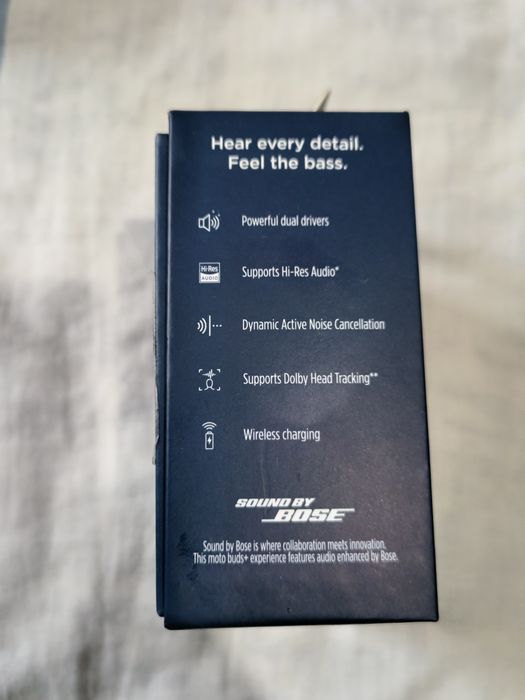 Hear every detail.
Feel the bass.
Powerful dual drivers
Hi-Res
AUDIO
Supports Hi-Res Audio*
Dynamic Active Noise Cancellation
Supports Dolby Head Tracking**
Wireless charging
SOUND BY
BOSE
Sound by Bose is where collaboration meets innovation.
This moto buds+ experience features audio enhanced by Bose.